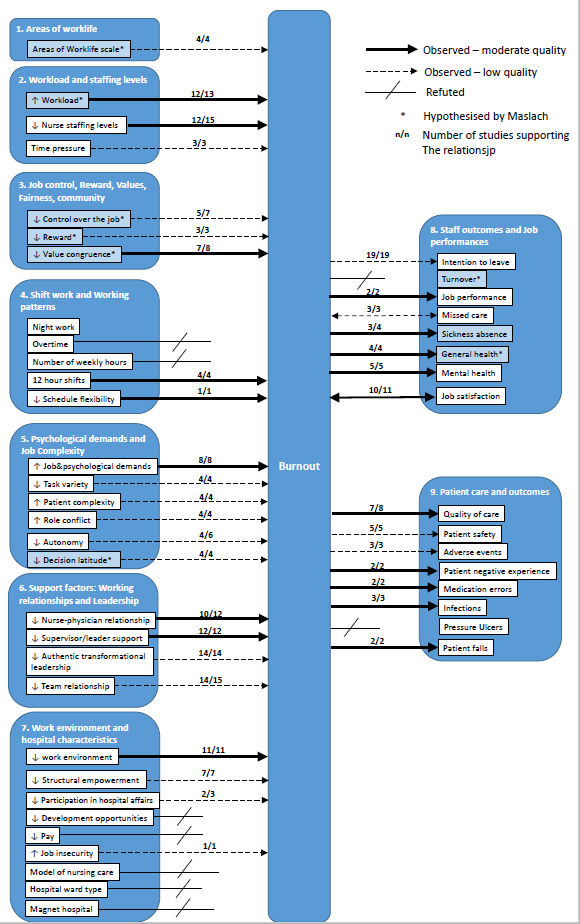 1. Areas of worklife
Areas of Worklife scale*
4/4
2. Workload and staffing levels
↑ Workload*
12/13
↓ Nurse staffing levels
12/15
Time pressure
3/3
3. Job control, Reward, Values,
Fairness, community
↓ Control over the job*
5/7
↓ Reward*
3/3
↓ Value congruence*
7/8
4. Shift work and Working
patterns
Night work
Overtime
Number of weekly hours
12 hour shifts
4/4
↓ Schedule flexibility
1/1
5. Psychological demands and
Job Complexity
↑ Job&psychological demands
8/8
↓ Task variety
4/4
↑ Patient complexity
4/4
↑ Role conflict
4/4
↓ Autonomy
4/6
↓ Decision latitude*
4/4
6. Support factors: Working
relationships and Leadership
↓ Nurse-physician relationship
10/12
↓ Supervisor/leader support
12/12
↓ Authentic transformational
leadership
14/14
↓ Team relationship
14/15
7. Work environment and
hospital characteristics
↓ work environment
11/11
↓ Structural empowerment
7/7
↓ Participation in hospital affairs
2/3
↓ Development opportunities
↓ Pay
↑ Job insecurity
1/1
Model of nursing care
Hospital ward type
Magnet hospital
Burnout
Observed – moderate quality
Observed – low quality
Refuted
* Hypothesised by Maslach
n/n Number of studies supporting
The relationsjp
8. Staff outcomes and Job
performances
19/19
Intention to leave
Turnover*
2/2
Job performance
3/3
Missed care
3/4
Sickness absence
4/4
General health*
5/5
Mental health
10/11
Job satisfaction
9. Patient care and outcomes
7/8
Quality of care
5/5
Patient safety
3/3
Adverse events
2/2
Patient negative experience
2/2
Medication errors
3/3
Infections
Pressure Ulcers
2/2
Patient falls